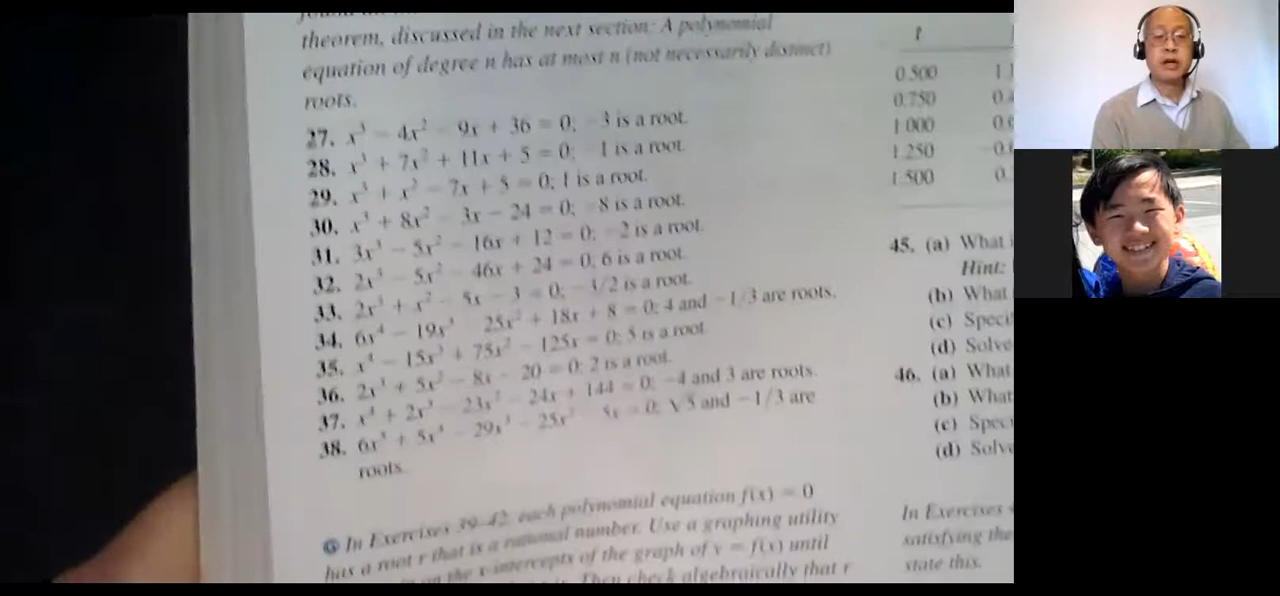 theorem, discussed in the next section: A polynomial
equation of degree n has at most n (not necessarily distinct)
roots.
27. x³ − 4x² − 9x + 36 = 0; −3 is a root.
28. x³ + 7x² + 11x + 5 = 0; −1 is a root.
29. x³ + x² − 7x + 5 = 0; 1 is a root.
30. x³ + 8x² − 3x − 24 = 0; −8 is a root.
31. 3x³ − 5x² − 16x + 12 = 0; −2 is a root.
32. 2x³ − 5x² − 46x + 24 = 0; 6 is a root.
33. 2x³ + x² − 5x − 3 = 0; −3/2 is a root.
34. 6x⁴ − 19x³ − 25x² + 18x + 8 = 0; 4 and −1/3 are roots.
35. x⁴ − 15x³ + 75x² − 125x = 0; 5 is a root.
36. 2x³ + 5x² − 8x − 20 = 0; 2 is a root.
37. x⁴ + 2x³ − 23x² − 24x + 144 = 0; −4 and 3 are roots.
38. 6x⁵ + 5x⁴ − 29x³ − 25x² − 5x = 0; √5 and −1/3 are
roots.
G In Exercises 39–42, each polynomial equation f(x) = 0
has a root r that is a rational number. Use a graphing utility
on the x-intercepts of the graph of y = f(x) until
Then check algebraically that r
t
0.500
0.750
1.000
1.250
1.500
45. (a) What
Hint:
(b) What
(c)
(d) Solve
46. (a) What
(b) What
(c)
(d) Solve
In Exercises
satisfying the
state this.